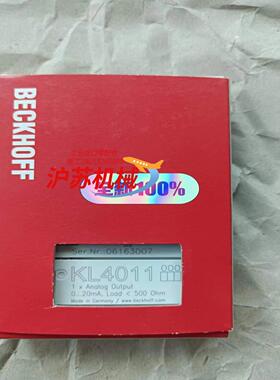 BECKHOFF
沪苏机械
全新100%
Ser.Nr.: 06163007
KL4011
1 x Analog Output
0...20mA, Load < 500 Ohm
Made in Germany / www.beckhoff.com